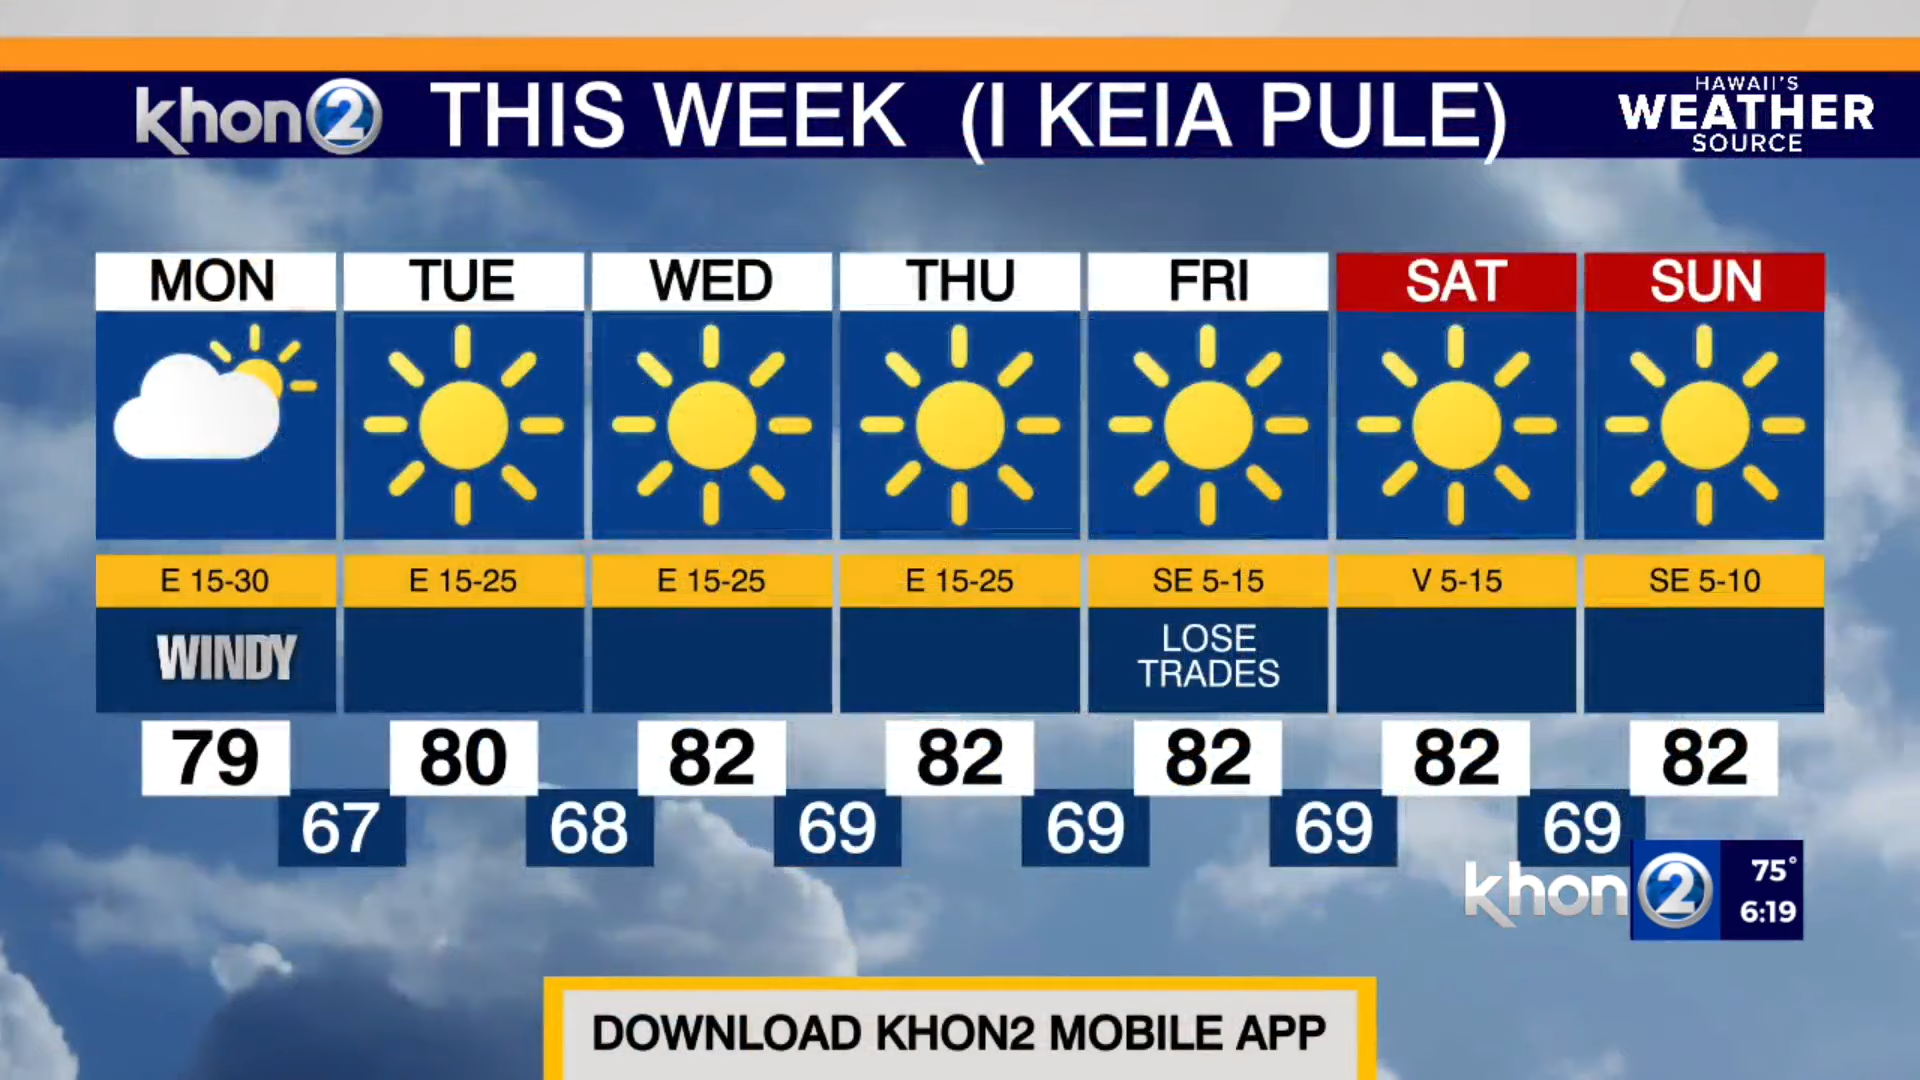 khon2 THIS WEEK (I KEIA PULE)
HAWAII'S
WEATHER
SOURCE
MON TUE WED THU FRI SAT SUN
E 15-30 E 15-25 E 15-25 E 15-25 SE 5-15 V 5-15 SE 5-10
WINDY
LOSE
TRADES
79 80 82 82 82 82 82
67 68 69 69 69 69
khon 2
75°
6:19
DOWNLOAD KHON2 MOBILE APP